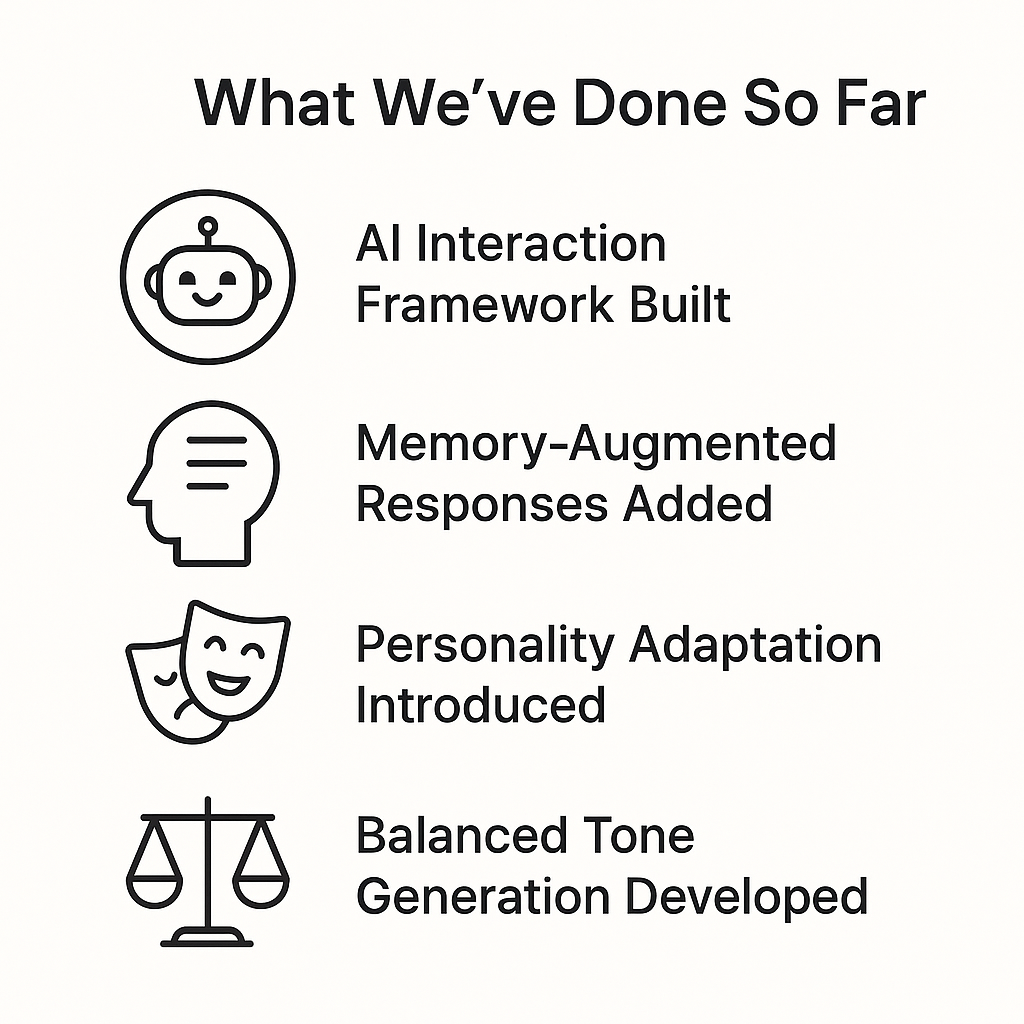 What We’ve Done So Far
AI Interaction
Framework Built
Memory-Augmented
Responses Added
Personality Adaptation
Introduced
Balanced Tone
Generation Developed